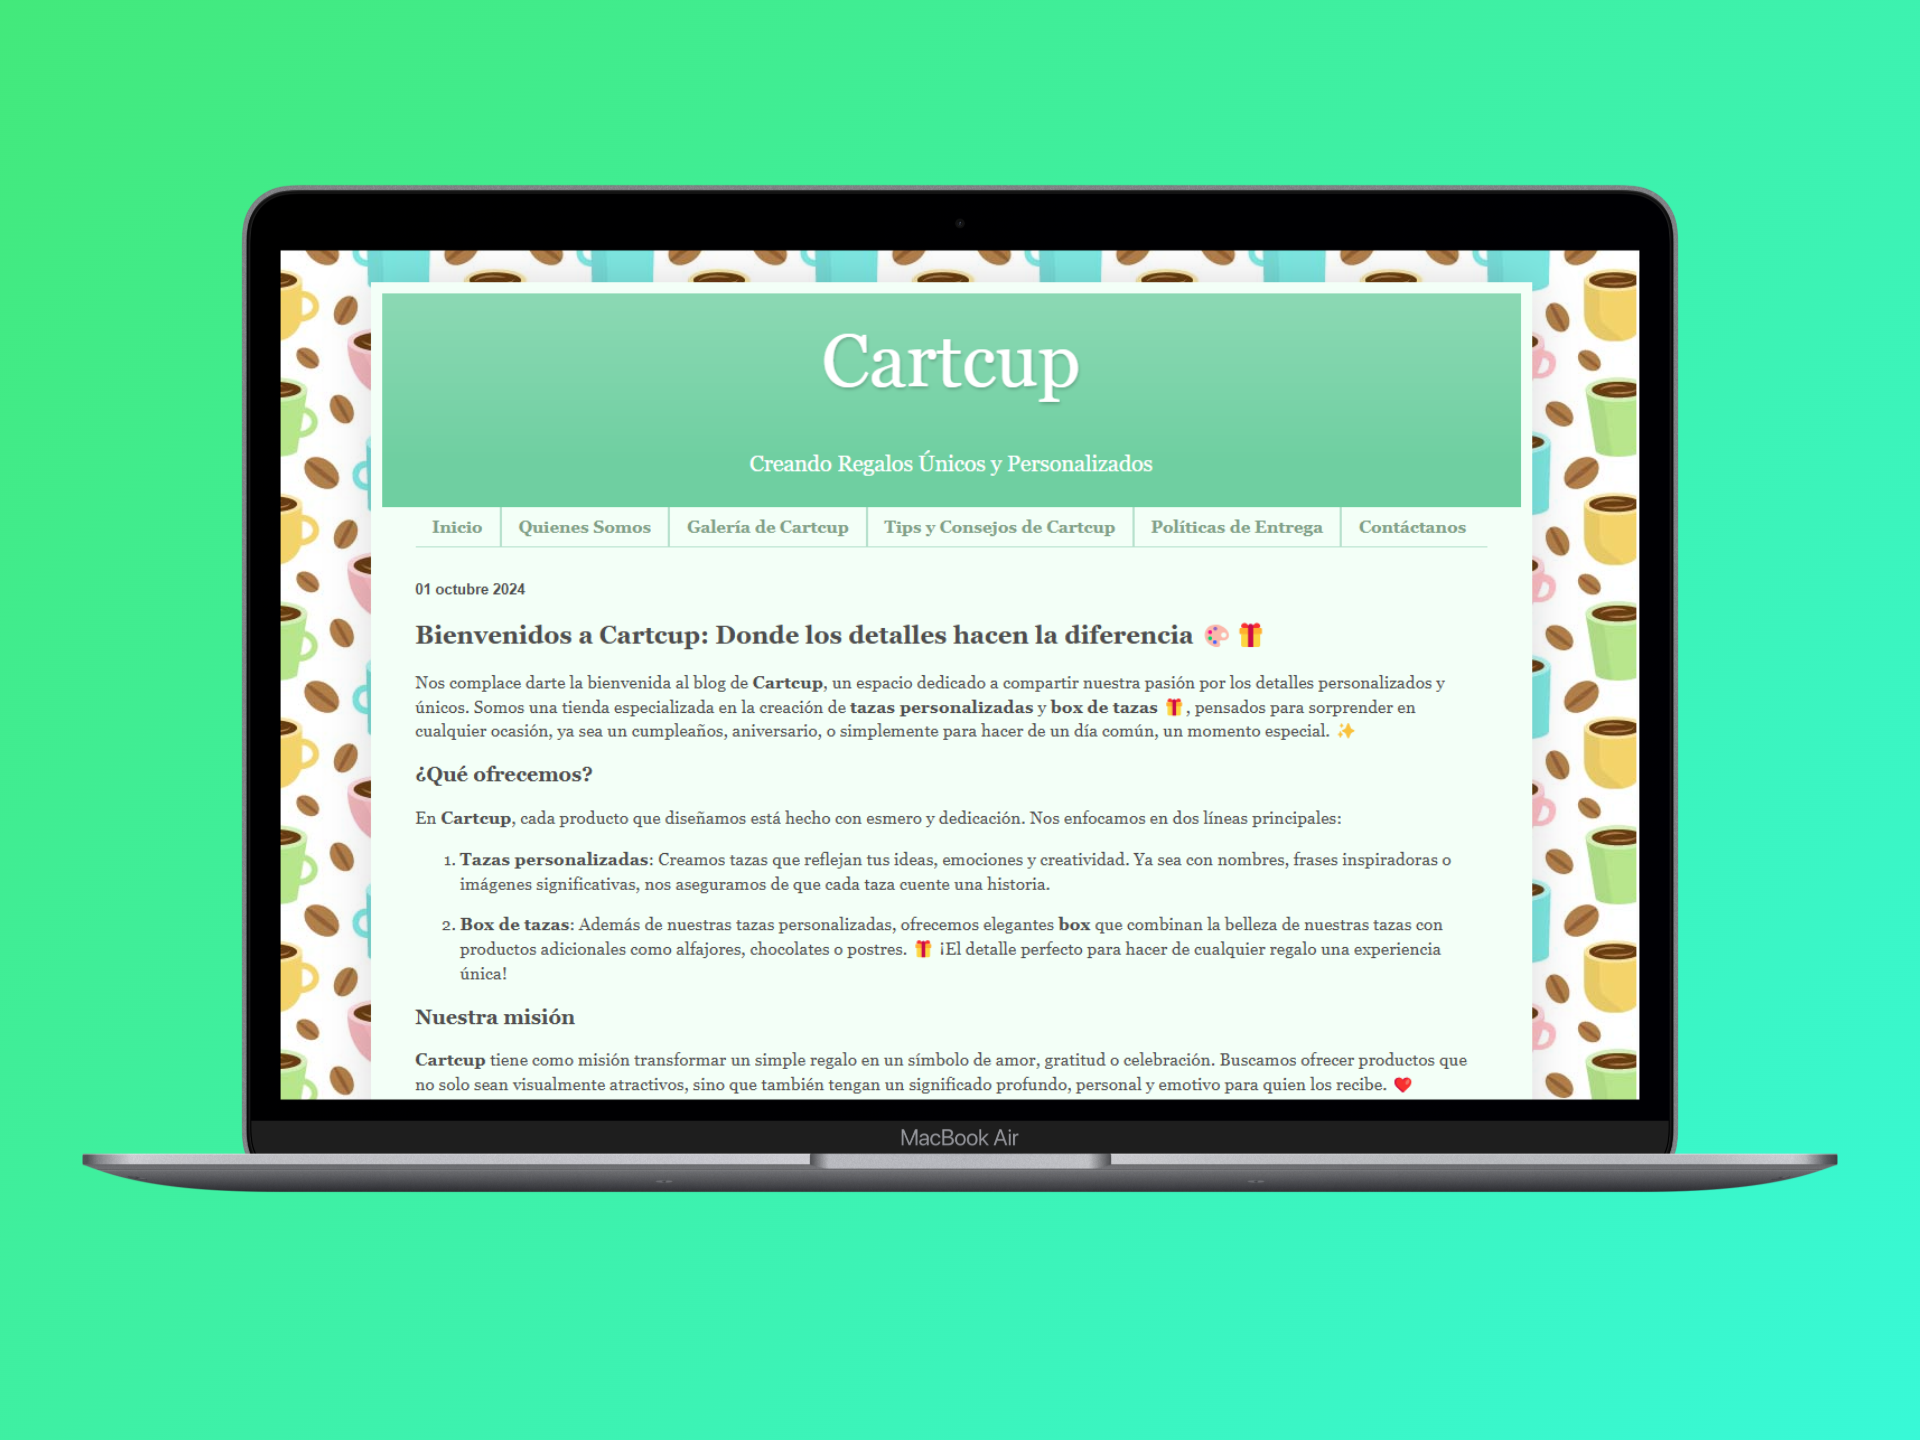 Cartcup
Creando Regalos Únicos y Personalizados
Inicio
Quienes Somos
Galería de Cartcup
Tips y Consejos de Cartcup
Políticas de Entrega
Contáctanos
01 octubre 2024
Bienvenidos a Cartcup: Donde los detalles hacen la diferencia 🎨 🎁
Nos complace darte la bienvenida al blog de Cartcup, un espacio dedicado a compartir nuestra pasión por los detalles personalizados y
únicos. Somos una tienda especializada en la creación de tazas personalizadas y box de tazas 🎁, pensados para sorprender en
cualquier ocasión, ya sea un cumpleaños, aniversario, o simplemente para hacer de un día común, un momento especial. ✨
¿Qué ofrecemos?
En Cartcup, cada producto que diseñamos está hecho con esmero y dedicación. Nos enfocamos en dos líneas principales:
1. Tazas personalizadas: Creamos tazas que reflejan tus ideas, emociones y creatividad. Ya sea con nombres, frases inspiradoras o
imágenes significativas, nos aseguramos de que cada taza cuente una historia.
2. Box de tazas: Además de nuestras tazas personalizadas, ofrecemos elegantes box que combinan la belleza de nuestras tazas con
productos adicionales como alfajores, chocolates o postres. 🎁 ¡El detalle perfecto para hacer de cualquier regalo una experiencia
única!
Nuestra misión
Cartcup tiene como misión transformar un simple regalo en un símbolo de amor, gratitud o celebración. Buscamos ofrecer productos que
no solo sean visualmente atractivos, sino que también tengan un significado profundo, personal y emotivo para quien los recibe. ❤️
MacBook Air